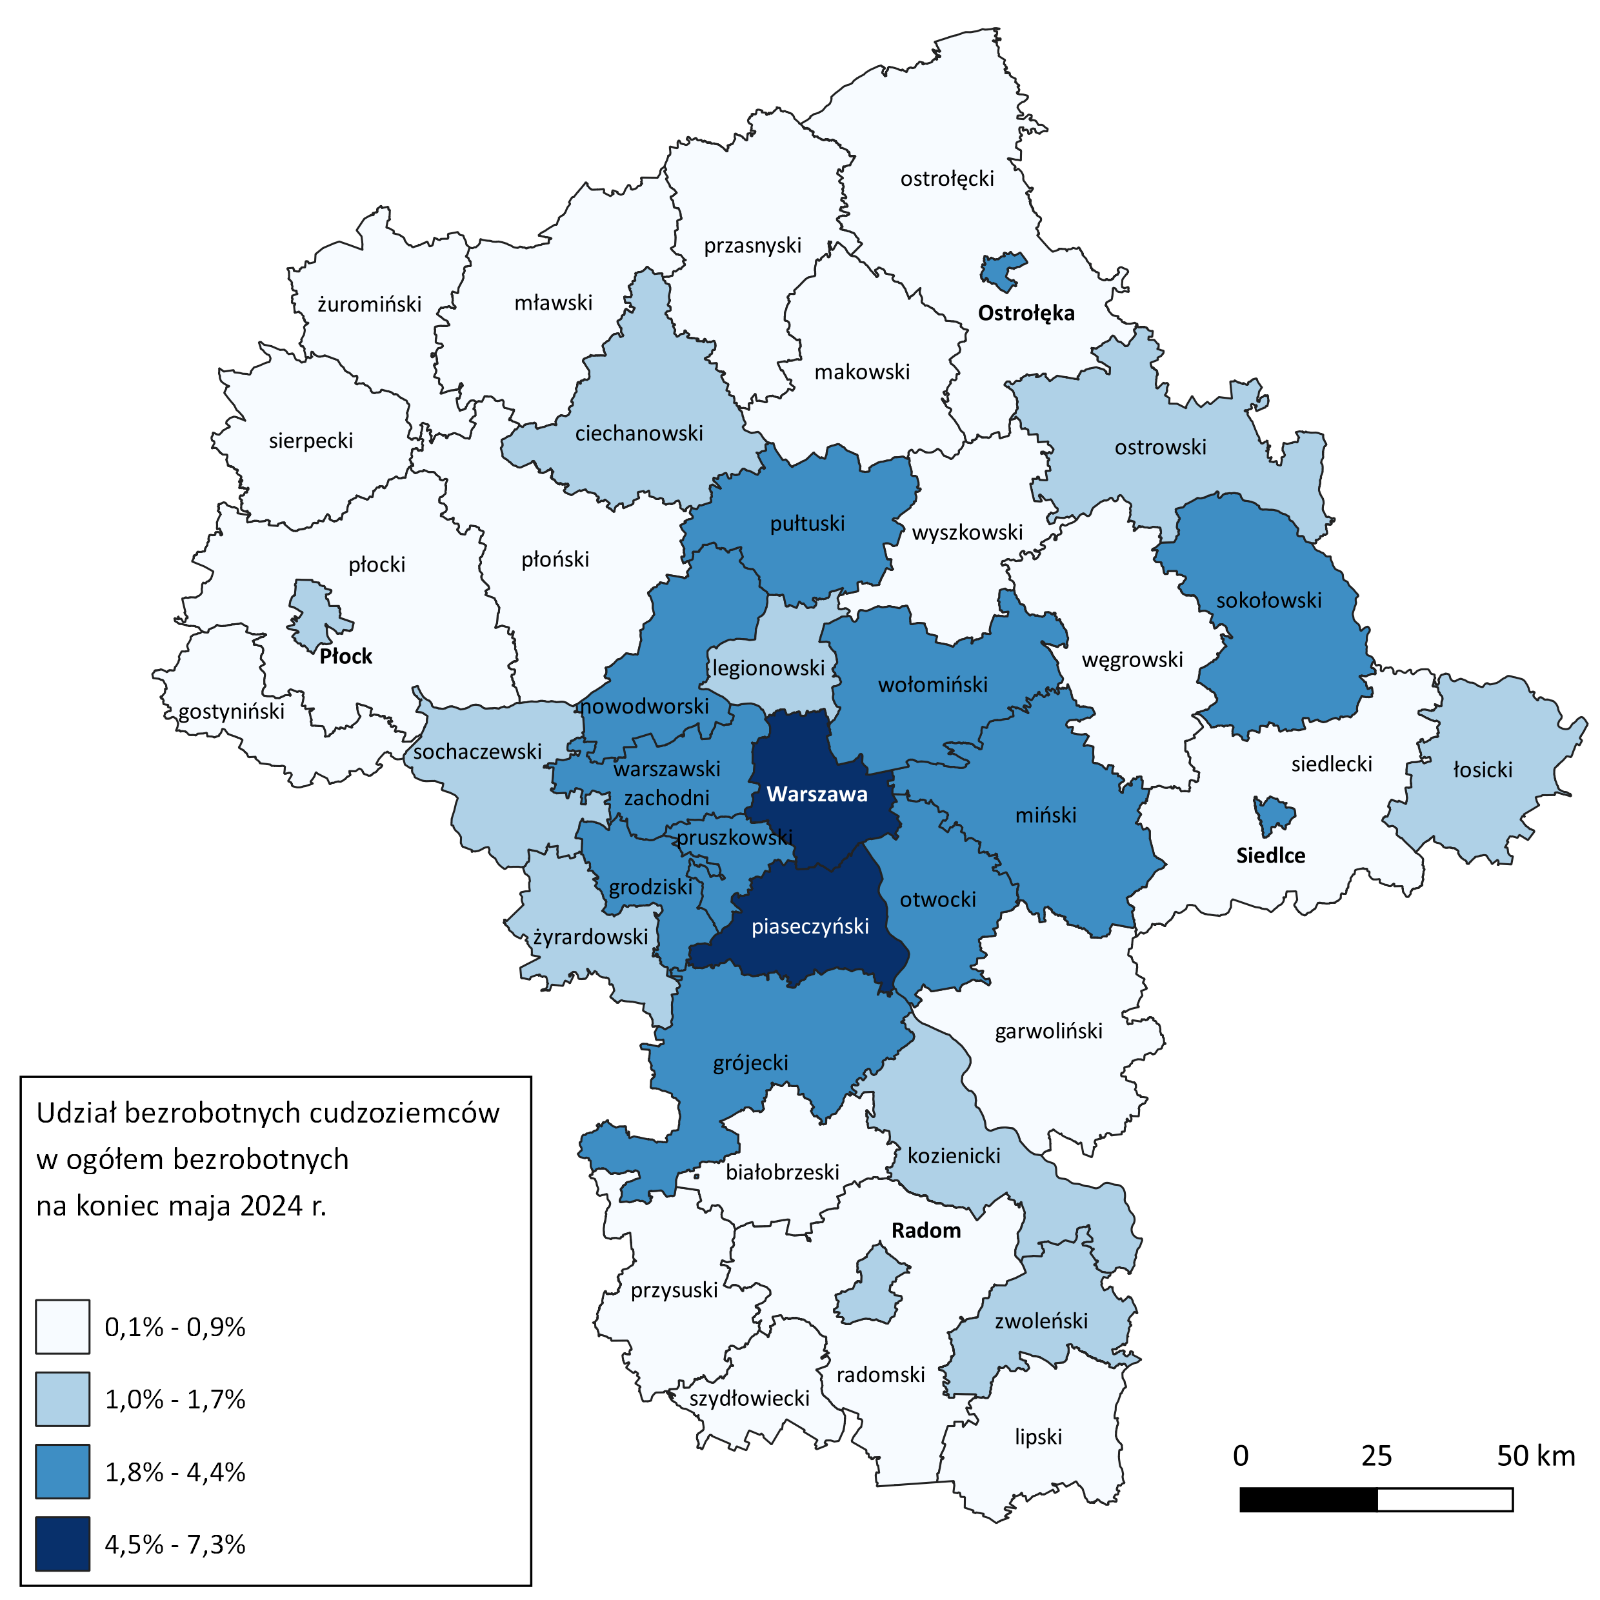 ostrołęcki
przasnyski
żuromiński
mławski
Ostrołęka
makowski
sierpecki
ciechanowski
ostrowski
pułtuski
wyszkowski
płocki
płoński
sokołowski
Płock
legionowski
węgrowski
wołomiński
gostyniński
nowodworski
sochaczewski
warszawski
zachodni
siedlecki
łosicki
Warszawa
miński
pruszkowski
Siedlce
grodziski
otwocki
piaseczyński
żyrardowski
garwoliński
grójecki
kozienicki
białobrzeski
Radom
przysuski
zwoleński
radomski
szydłowiecki
lipski
Udział bezrobotnych cudzoziemców
w ogółem bezrobotnych
na koniec maja 2024 r.
0,1% - 0,9%
1,0% - 1,7%
1,8% - 4,4%
4,5% - 7,3%
0 25 50 km